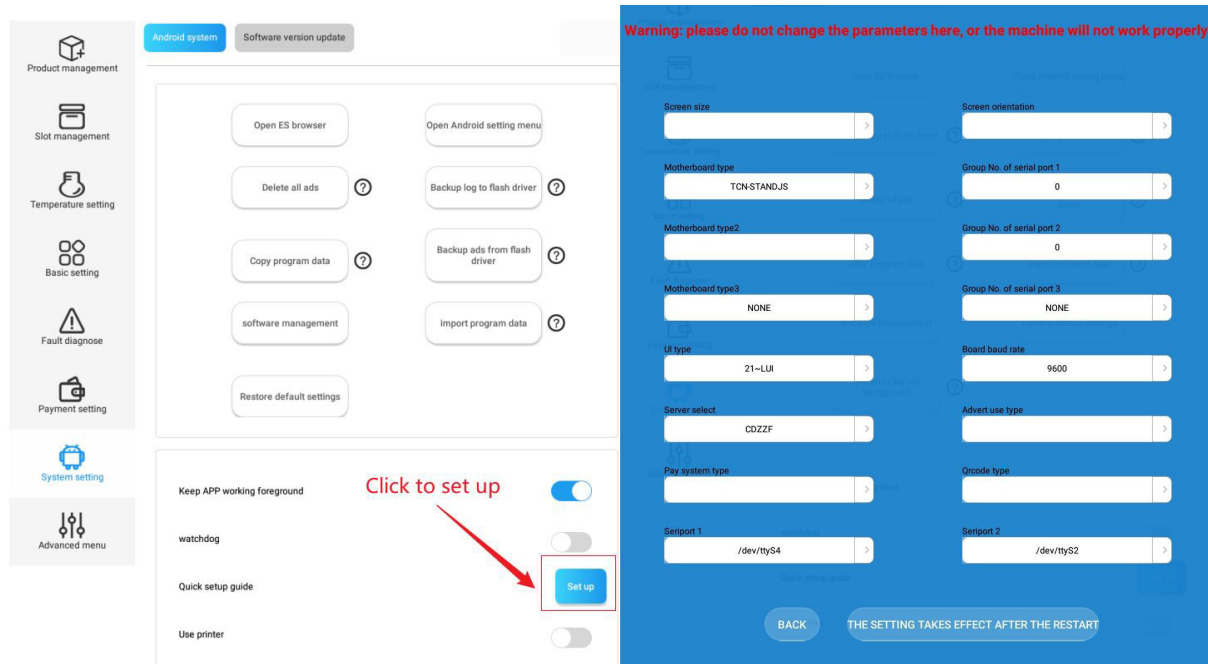 Product management
Slot management
Temperature setting
Basic setting
Fault diagnose
Payment setting
System setting
Advanced menu
Android system
Software version update
Open ES browser
Open Android setting menu
Delete all ads
?
Backup log to flash driver
?
Copy program data
?
Backup ads from flash
driver
?
software management
import program data
?
Restore default settings
Keep APP working foreground
Click to set up
watchdog
Quick setup guide
Set up
Use printer
Warning: please do not change the parameters here, or the machine will not work properly
Screen size
Screen orientation
Motherboard type
TCN-STANDJS
Group No. of serial port 1
0
Motherboard type2
Group No. of serial port 2
0
Motherboard type3
NONE
Group No. of serial port 3
NONE
UI type
21~LUI
Board baud rate
9600
Server select
CDZZF
Advert use type
Pay system type
Qrcode type
Seriport 1
/dev/ttyS4
Seriport 2
/dev/ttyS2
watchdog
Quick setup guide
BACK
THE SETTING TAKES EFFECT AFTER THE RESTART